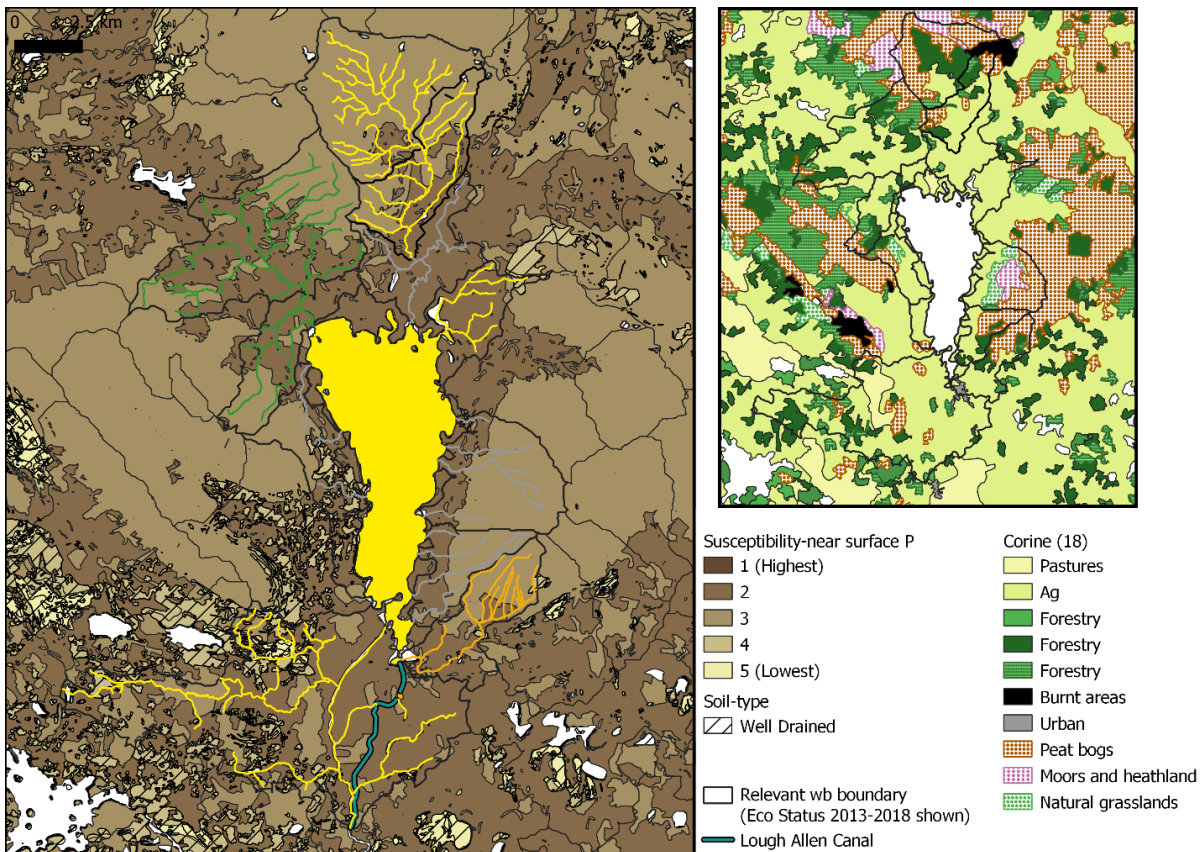 0 2.5 km
Susceptibility-near surface P
1 (Highest)
2
3
4
5 (Lowest)
Soil-type
Well Drained
Relevant wb boundary
(Eco Status 2013-2018 shown)
Lough Allen Canal
Corine (18)
Pastures
Ag
Forestry
Forestry
Forestry
Burnt areas
Urban
Peat bogs
Moors and heathland
Natural grasslands